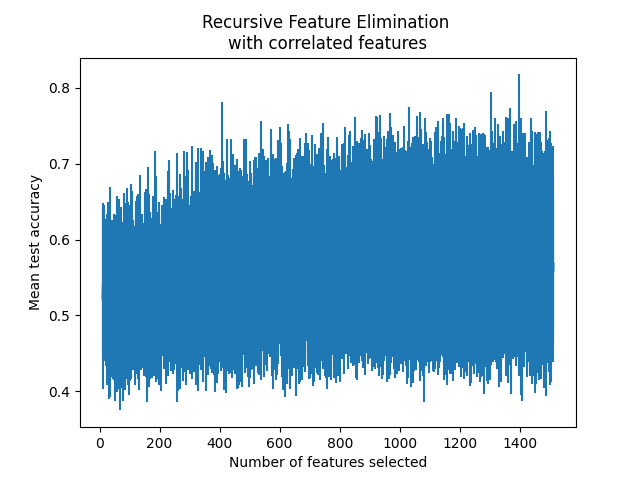 Recursive Feature Elimination
with correlated features
Mean test accuracy
0.8
0.7
0.6
0.5
0.4
0 200 400 600 800 1000 1200 1400
Number of features selected